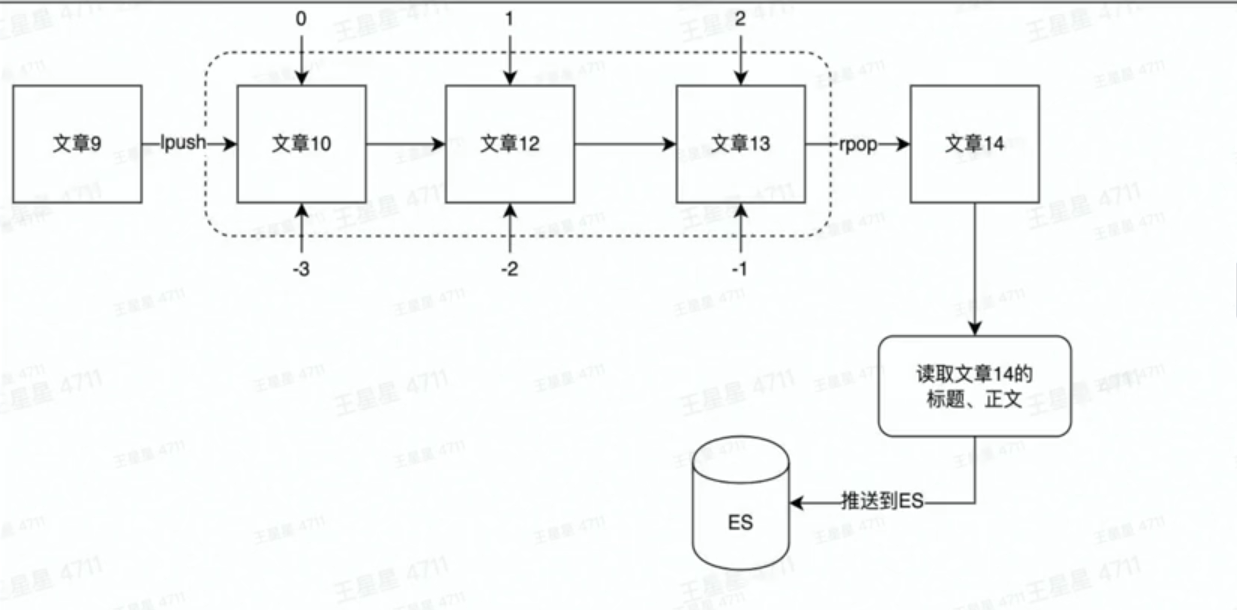 0
1
2
文章9
lpush
文章10
文章12
文章13
rpop
文章14
-3
-2
-1
读取文章14的
标题、正文
推送到ES
ES
王星星 4711